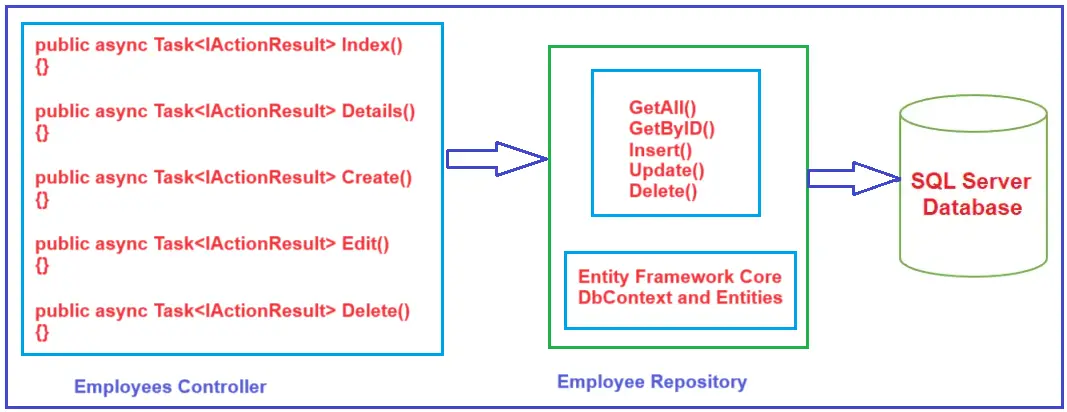 public async Task<IActionResult> Index()
{}
public async Task<IActionResult> Details()
{}
public async Task<IActionResult> Create()
{}
public async Task<IActionResult> Edit()
{}
public async Task<IActionResult> Delete()
{}
Employees Controller
GetAll()
GetByID()
Insert()
Update()
Delete()
Entity Framework Core
DbContext and Entities
Employee Repository
SQL Server
Database